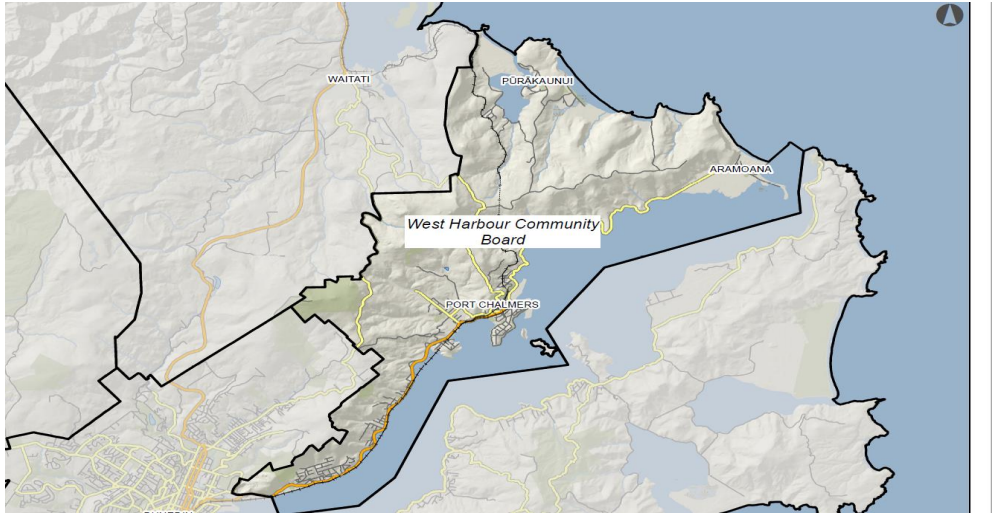 WAITATI
PŪRĀKAUNUI
ARAMOANA
West Harbour Community
Board
PORT CHALMERS